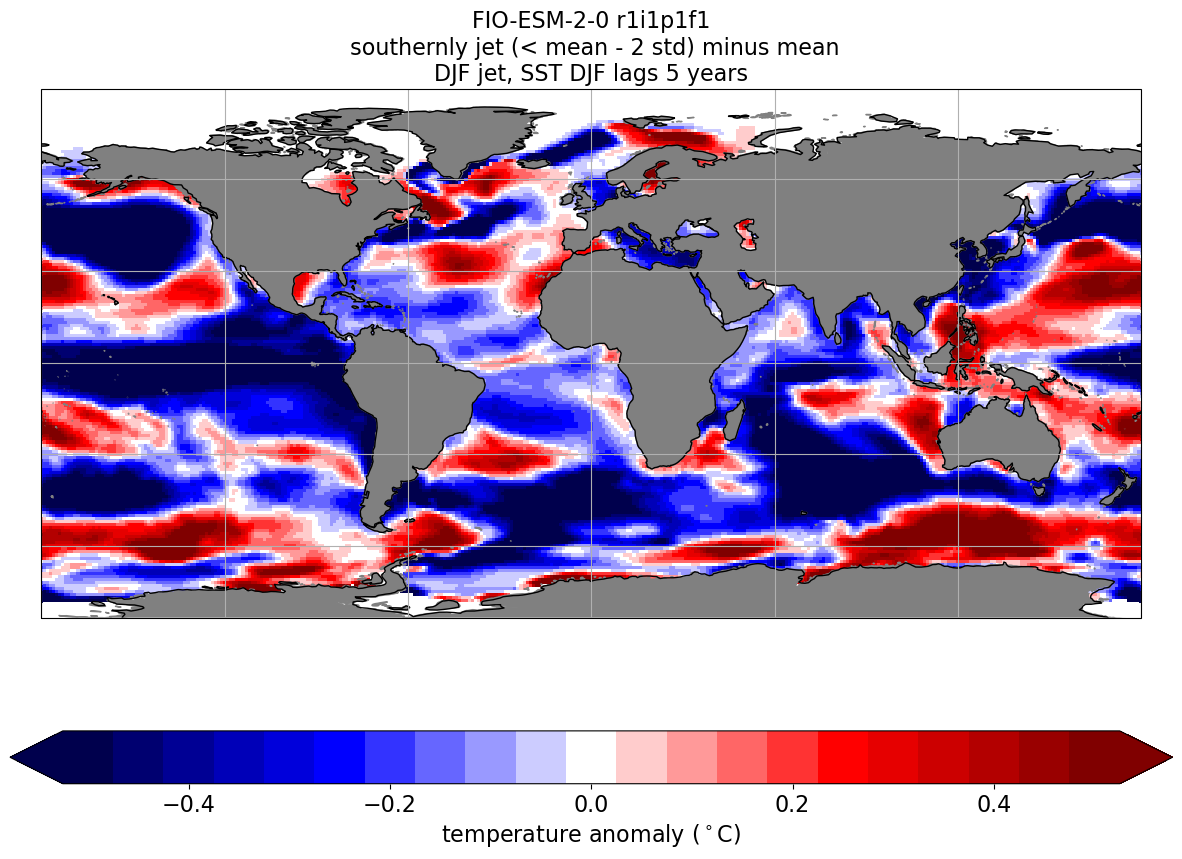 FIO-ESM-2-0 r1i1p1f1
southernly jet (< mean - 2 std) minus mean
DJF jet, SST DJF lags 5 years
−0.4 −0.2 0.0 0.2 0.4
temperature anomaly (°C)